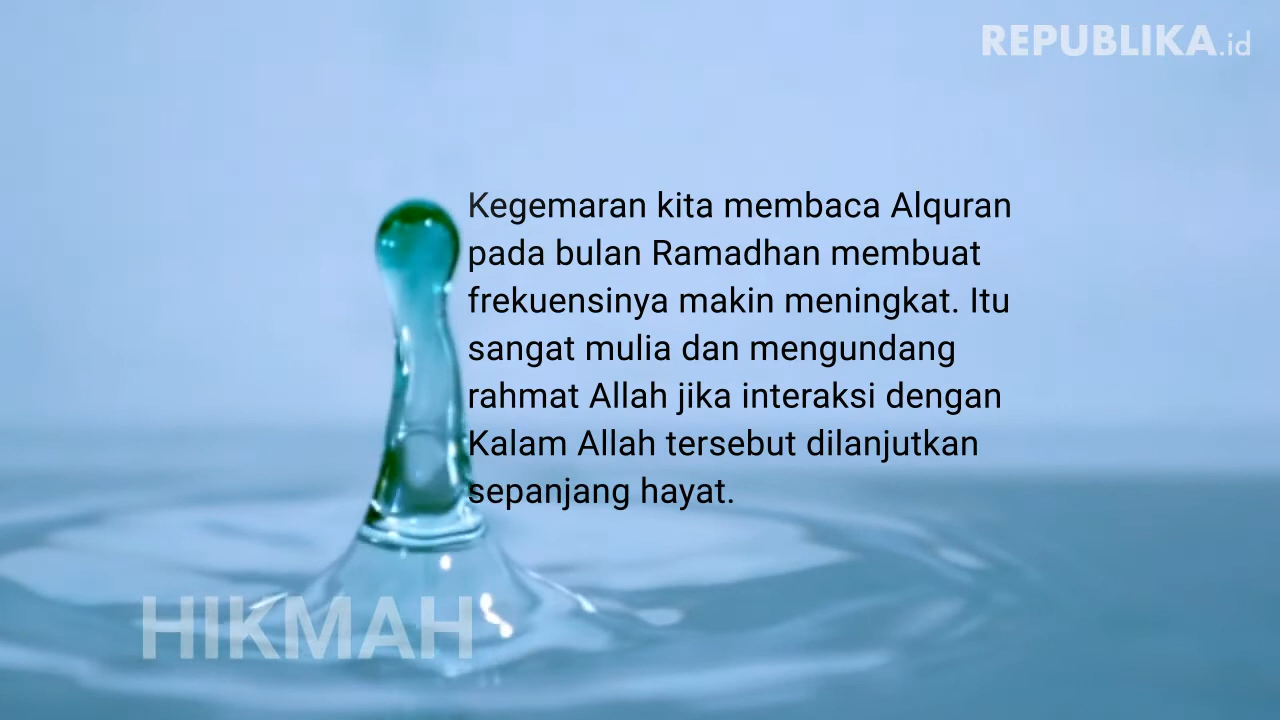 REPUBLIKA.id
Kegemaran kita membaca Alquran
pada bulan Ramadhan membuat
frekuensinya makin meningkat. Itu
sangat mulia dan mengundang
rahmat Allah jika interaksi dengan
Kalam Allah tersebut dilanjutkan
sepanjang hayat.
HIKMAH